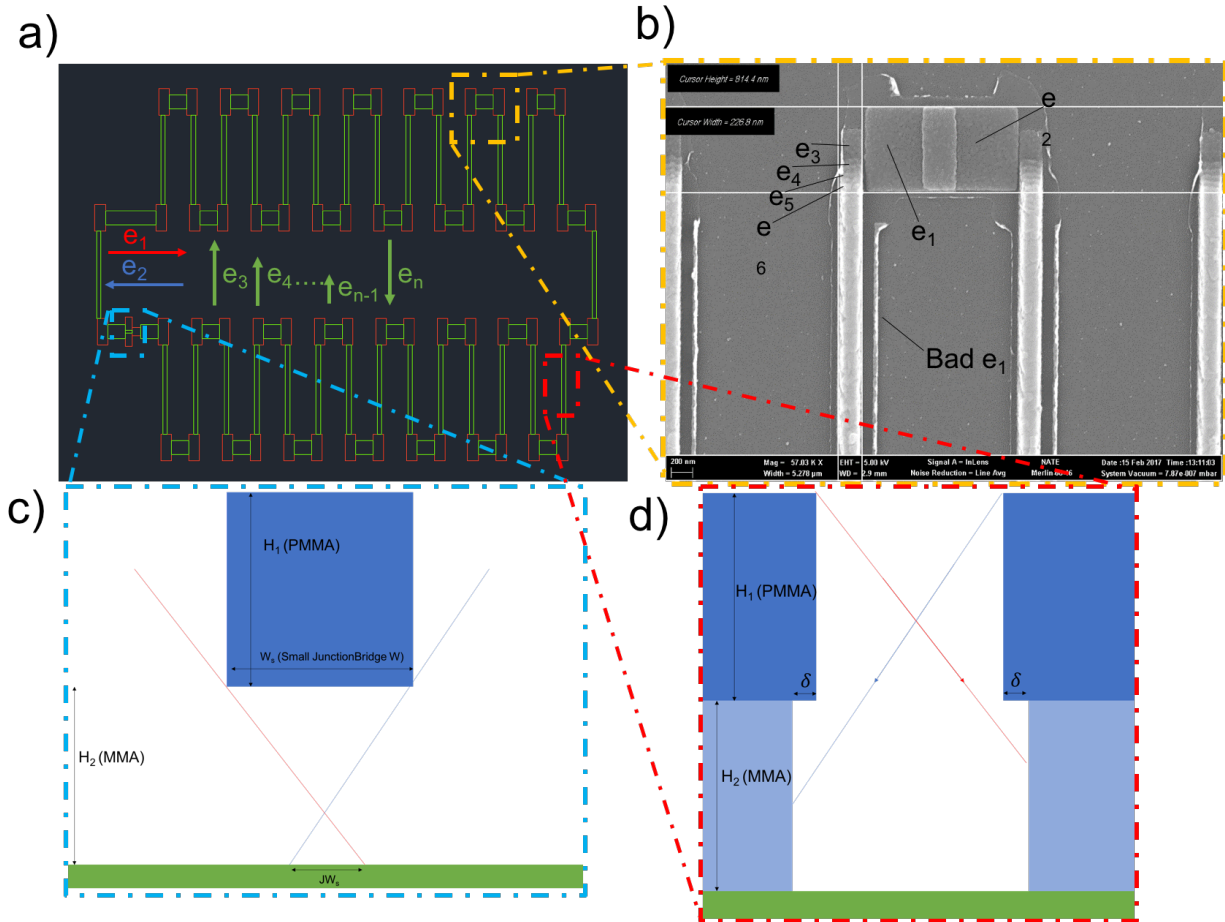 a)
e₁
e₂
e₃
e₄
.....
eₙ₋₁
eₙ
b)
Cursor Height = 814.4 nm
Cursor Width = 226.8 nm
e
2
e₃
e₄
e₅
e
6
e₁
Bad e₁
200 nm
Mag = 57.03 K X
Width = 5.278 µm
EHT = 5.00 kV
WD = 2.9 mm
Signal A = InLens
Noise Reduction = Line Avg
NATE
Date :15 Feb 2017 Time :13:11:03
System Vacuum = 7.87e-007 mbar
c)
H₁ (PMMA)
Wₛ (Small JunctionBridge W)
H₂ (MMA)
JWₛ
d)
H₁ (PMMA)
δ
δ
H₂ (MMA)